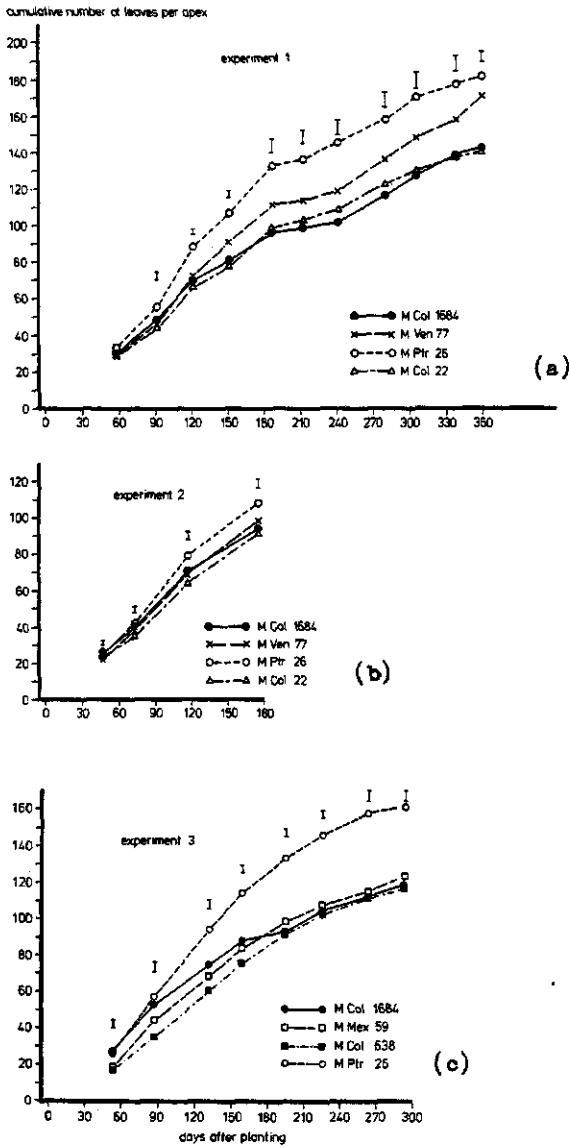 cumulative number of leaves per apex
200
180
160
140
120
100
80
60
40
20
0
experiment 1
M Col 1684
M Ven 77
M Ptr 26
M Col 22
(a)
0 30 60 90 120 150 180 210 240 270 300 330 360
120
100
80
60
40
20
0
experiment 2
M Col 1684
M Ven 77
M Ptr 26
M Col 22
(b)
0 30 60 90 120 150 180
160
140
120
100
80
60
40
20
0
experiment 3
M Col 1684
M Mex 59
M Col 638
M Ptr 26
(c)
0 30 60 90 120 150 180 210 240 270 300
days after planting